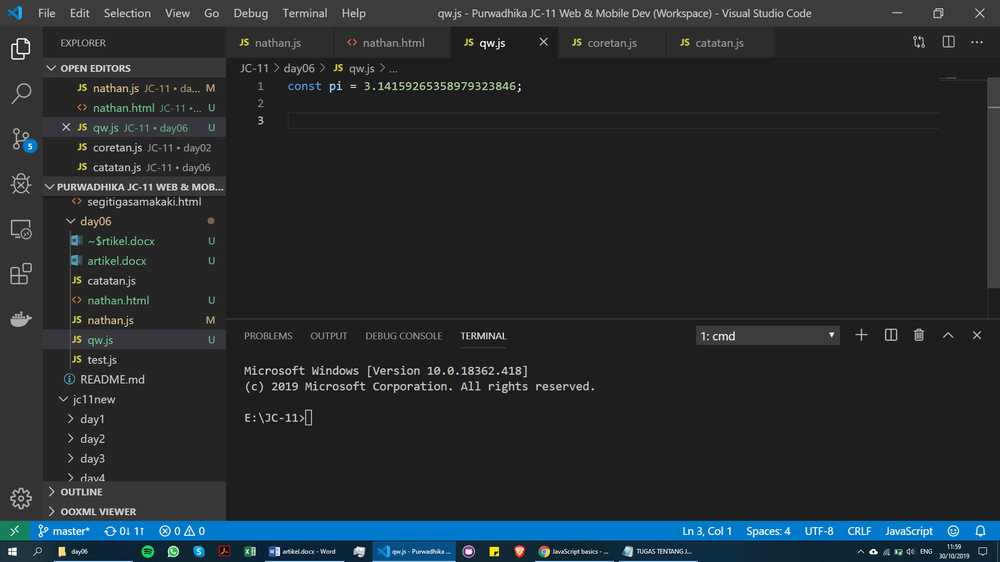 File Edit Selection View Go Debug Terminal Help
qw.js - Purwadhika JC-11 Web & Mobile Dev (Workspace) - Visual Studio Code
EXPLORER
JS nathan.js
<> nathan.html
JS qw.js
JS coretan.js
JS catatan.js
OPEN EDITORS
JS nathan.js JC-11 • da... M
<> nathan.html JC-11 •... U
JS qw.js JC-11 • day06 U
JS coretan.js JC-11 • day02
JS catatan.js JC-11 • day06
5
PURWADHIKA JC-11 WEB & MOB...
<> segitigasamakaki.html
day06
~$rtikel.docx U
artikel.docx U
JS catatan.js
<> nathan.html U
JS nathan.js M
JS qw.js U
JS test.js
README.md
jc11new
day1
day2
day3
day4
OUTLINE
OOXML VIEWER
JC-11 > day06 > JS qw.js > ...
1 const pi = 3.14159265358979323846;
2
3
PROBLEMS OUTPUT DEBUG CONSOLE TERMINAL
1: cmd
Microsoft Windows [Version 10.0.18362.418]
(c) 2019 Microsoft Corporation. All rights reserved.
E:\JC-11>
master* 0↓ 1↑ 0 0
Ln 3, Col 1 Spaces: 4 UTF-8 CRLF JavaScript
day06
artikel.docx - Word
qw.js - Purwadhika ...
JavaScript basics - ...
TUGAS TENTANG J...
ENG
11:59
30/10/2019